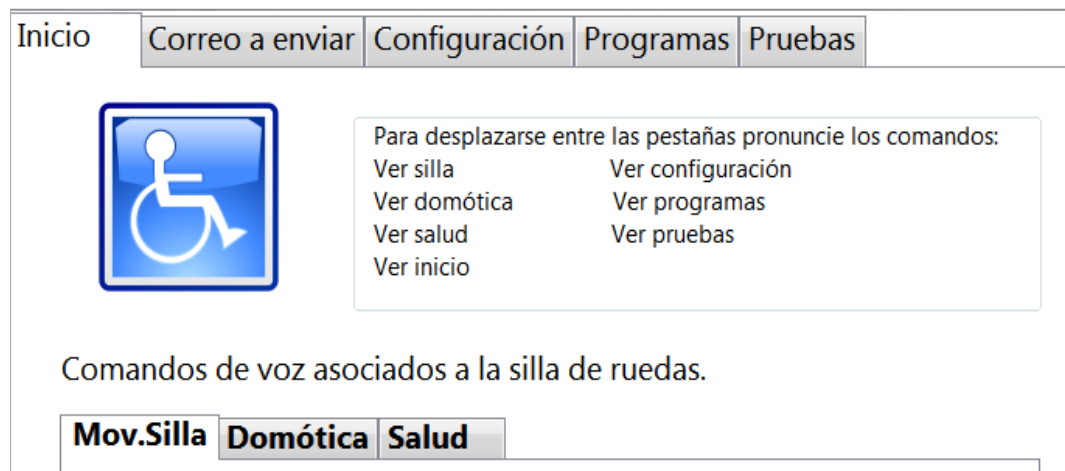 Inicio Correo a enviar Configuración Programas Pruebas
Para desplazarse entre las pestañas pronuncie los comandos:
Ver silla Ver configuración
Ver domótica Ver programas
Ver salud Ver pruebas
Ver inicio
Comandos de voz asociados a la silla de ruedas.
Mov.Silla Domótica Salud